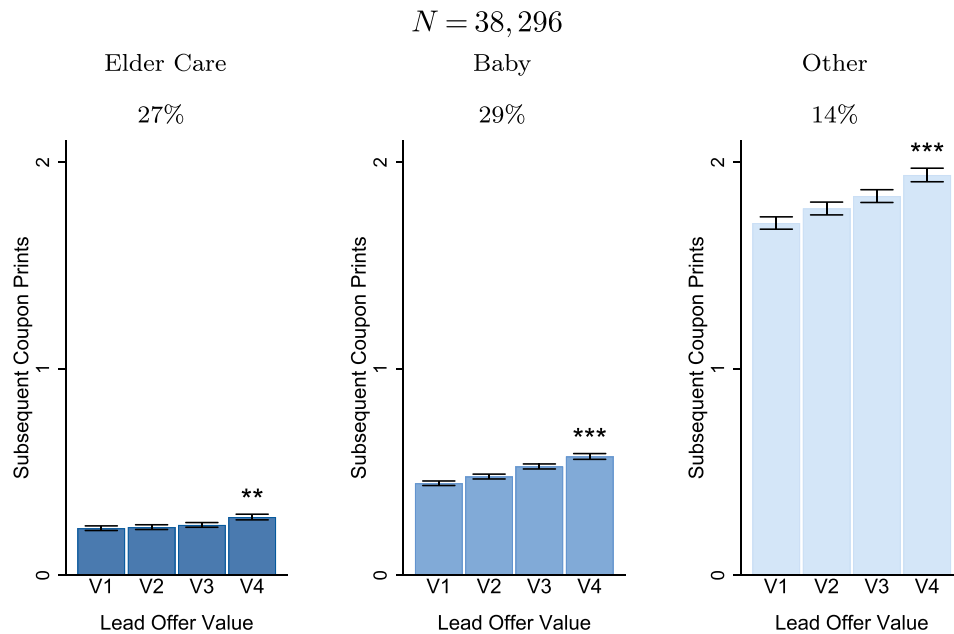 N = 38, 296
Elder Care
27%
**
Subsequent Coupon Prints
2
1
0
V1 V2 V3 V4
Lead Offer Value
Baby
29%
***
Subsequent Coupon Prints
2
1
0
V1 V2 V3 V4
Lead Offer Value
Other
14%
***
Subsequent Coupon Prints
2
1
0
V1 V2 V3 V4
Lead Offer Value